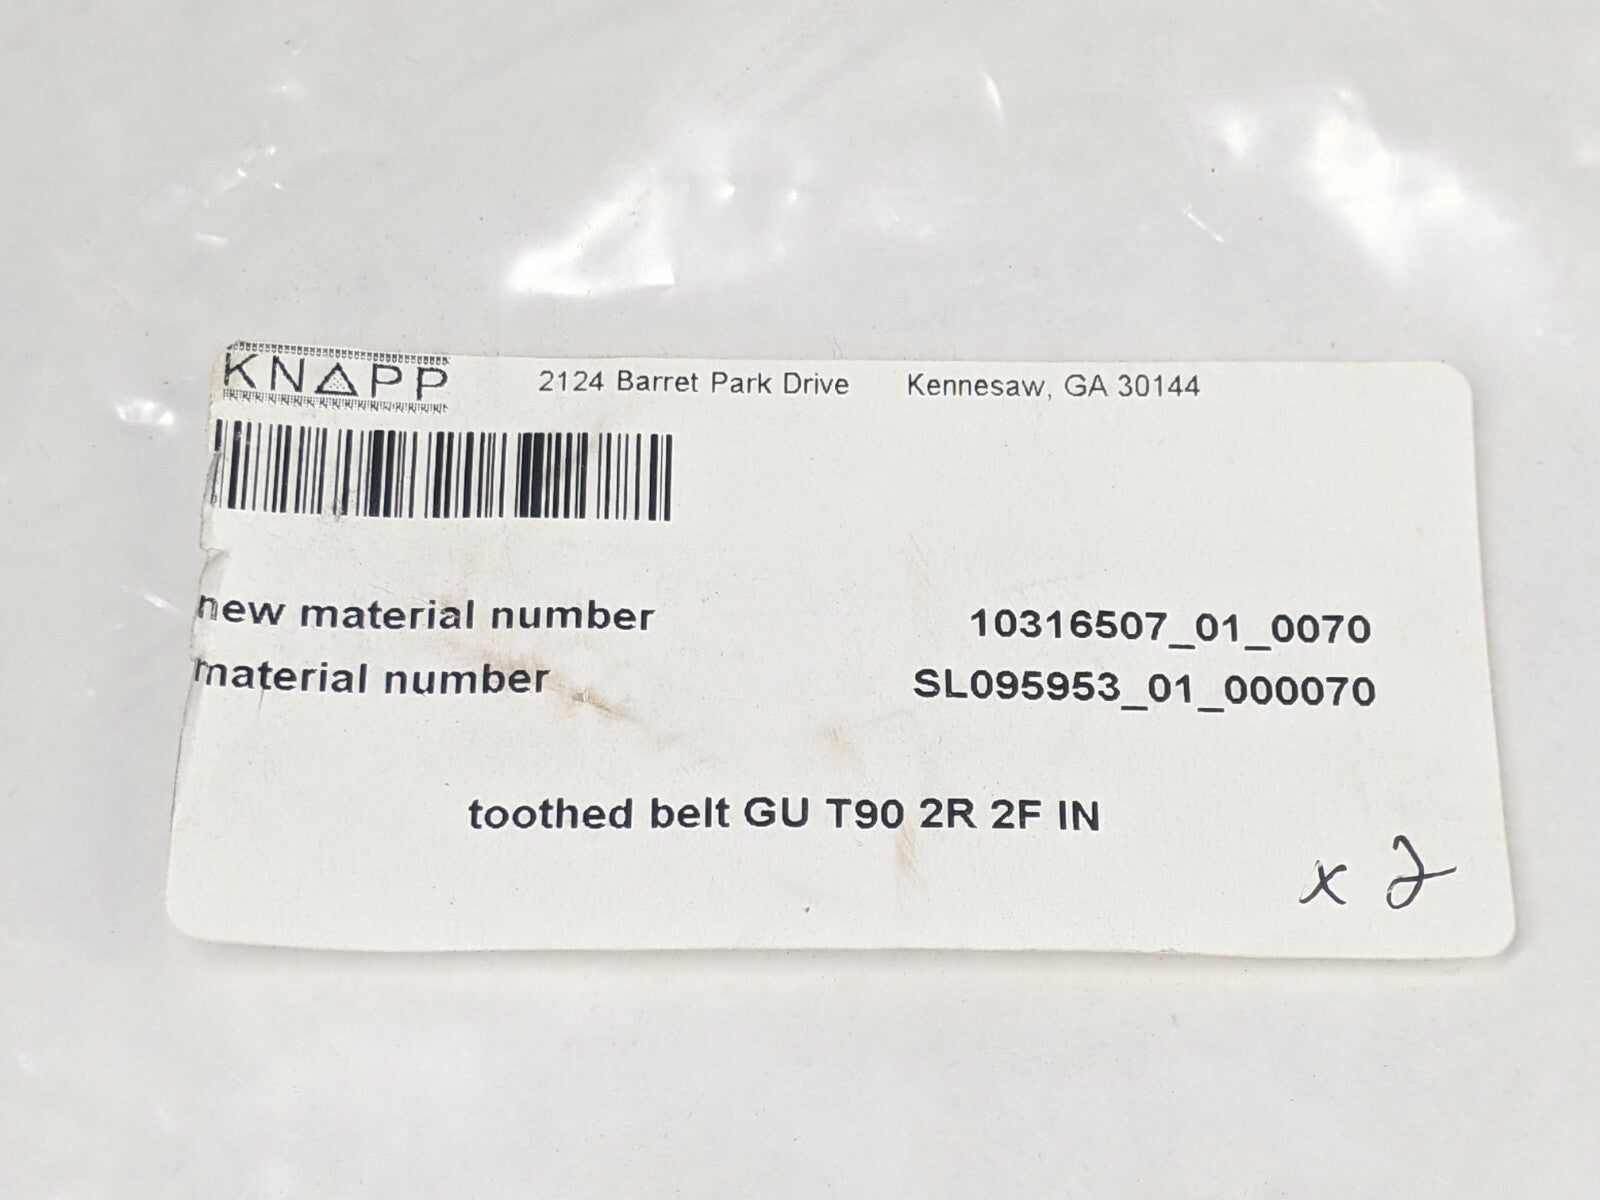 KNAPP 2124 Barret Park Drive Kennesaw, GA 30144
new material number 10316507_01_0070
material number SL095953_01_000070
toothed belt GU T90 2R 2F IN
x 2